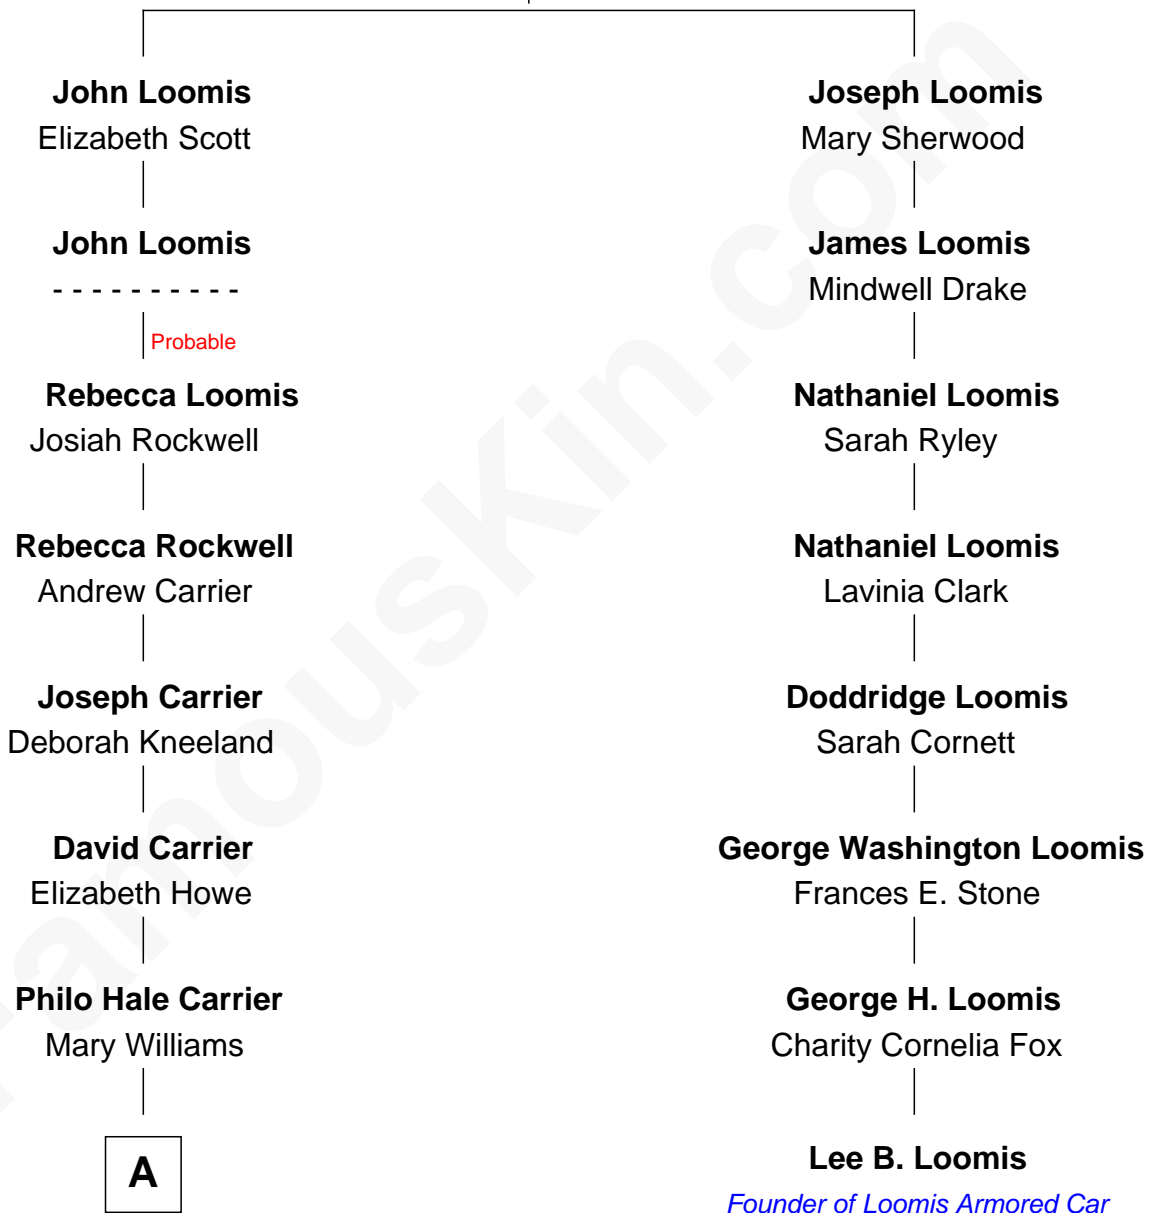 John Loomis
Elizabeth Scott
John Loomis
- - - - - - - - - -
Probable
Rebecca Loomis
Josiah Rockwell
Rebecca Rockwell
Andrew Carrier
Joseph Carrier
Deborah Kneeland
David Carrier
Elizabeth Howe
Philo Hale Carrier
Mary Williams
A
Joseph Loomis
Mary Sherwood
James Loomis
Mindwell Drake
Nathaniel Loomis
Sarah Ryley
Nathaniel Loomis
Lavinia Clark
Doddridge Loomis
Sarah Cornett
George Washington Loomis
Frances E. Stone
George H. Loomis
Charity Cornelia Fox
Lee B. Loomis
Founder of Loomis Armored Car
FamousKin.com